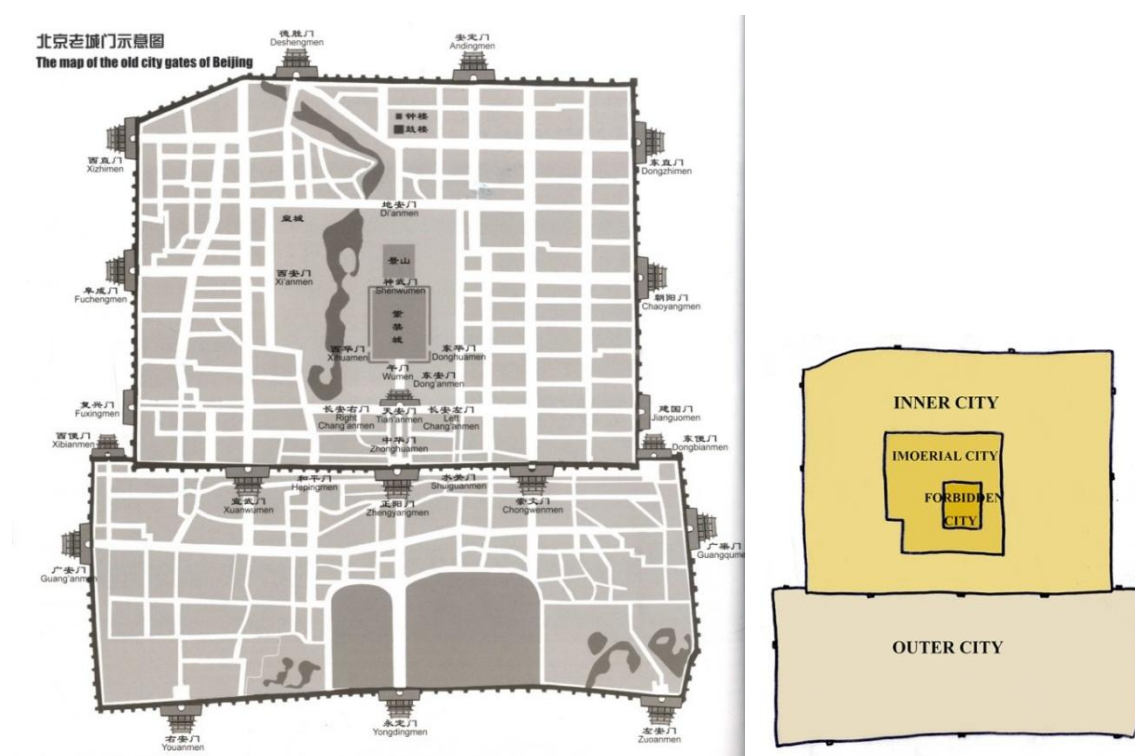 北京老城门示意图
The map of the old city gates of Beijing
德胜门
Deshengmen
安定门
Andingmen
钟楼
鼓楼
西直门
Xizhimen
东直门
Dongzhimen
地安门
Di'anmen
皇城
景山
西安门
Xi'anmen
神武门
Shenwumen
阜成门
Fuchengmen
朝阳门
Chaoyangmen
紫
禁
城
西华门
Xihuamen
东华门
Donghuamen
午门
Wumen
东安门
Dong'anmen
复兴门
Fuxingmen
长安右门
Right
Chang'anmen
天安门
Tian'anmen
长安左门
Left
Chang'anmen
建国门
Jianguomen
西便门
Xibianmen
中华门
Zhonghuamen
东便门
Dongbianmen
宣武门
Xuanwumen
和平门
Hepingmen
正阳门
Zhengyangmen
水关门
Shuiguanmen
崇文门
Chongwenmen
广安门
Guang'anmen
广渠门
Guangqume
右安门
Youanmen
永定门
Yongdingmen
左安门
Zuoanmen
INNER CITY
IMOERIAL CITY
FORBIDDEN
CITY
OUTER CITY